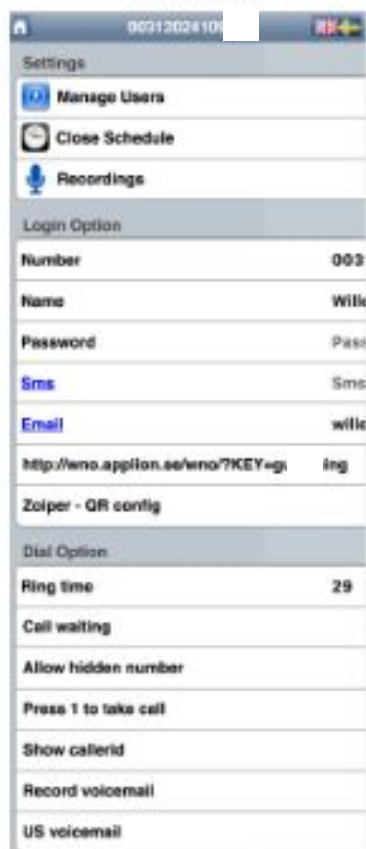 00312024109
Settings
Manage Users
Close Schedule
Recordings
Login Option
Number 003
Name Wille
Password Pass
Sms Sms
Email wille
http://wno.applion.se/wno/?KEY=g ing
Zoiper - QR config
Dial Option
Ring time 29
Call waiting
Allow hidden number
Press 1 to take call
Show callerid
Record voicemail
US voicemail